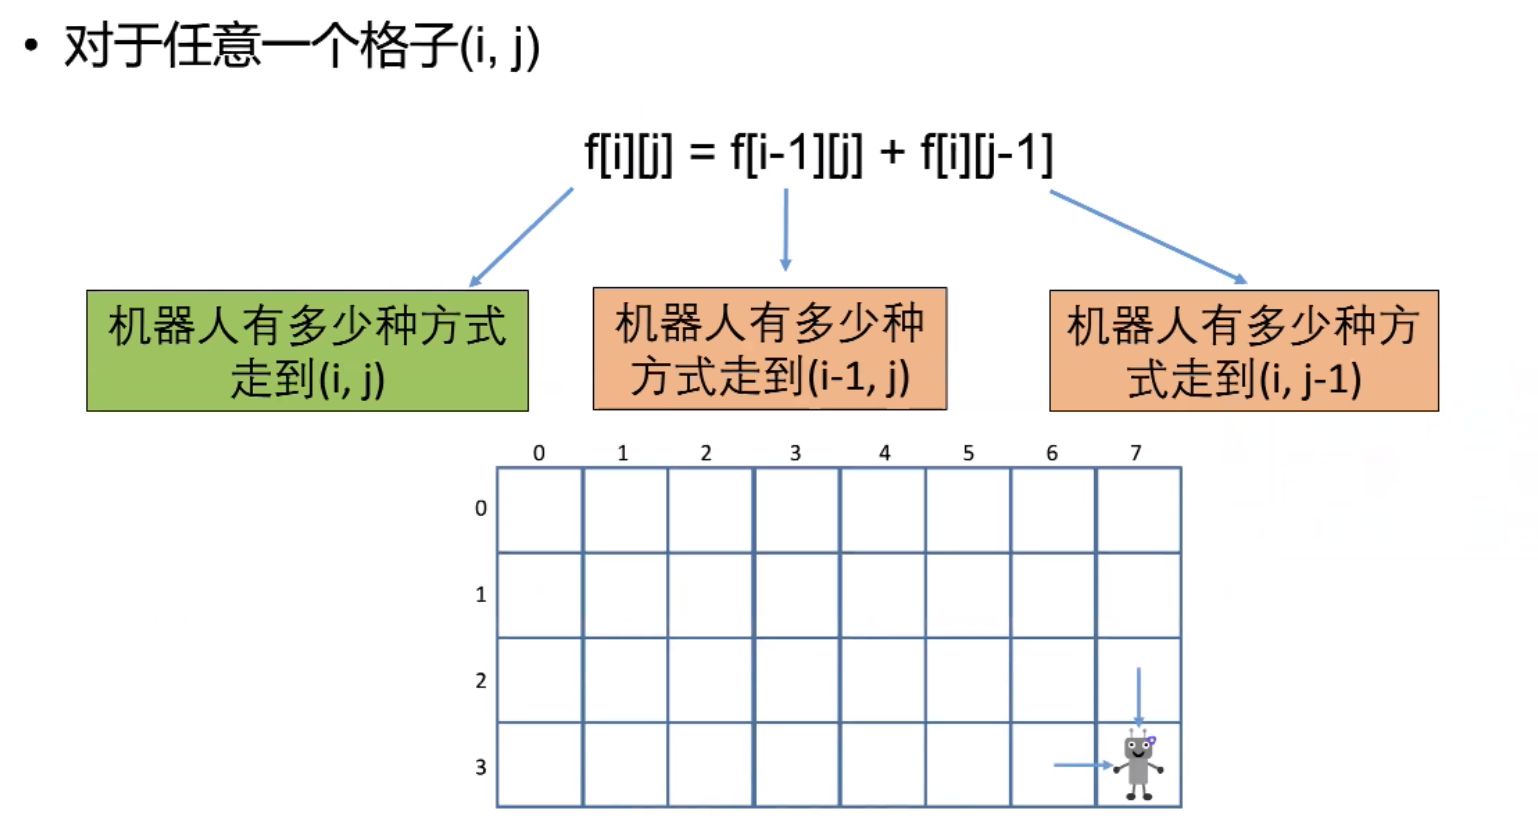 • 对于任意一个格子(i, j)
f[i][j] = f[i-1][j] + f[i][j-1]
机器人有多少种方式
走到(i, j)
机器人有多少种
方式走到(i-1, j)
机器人有多少种方
式走到(i, j-1)
0 1 2 3 4 5 6 7
0
1
2
3